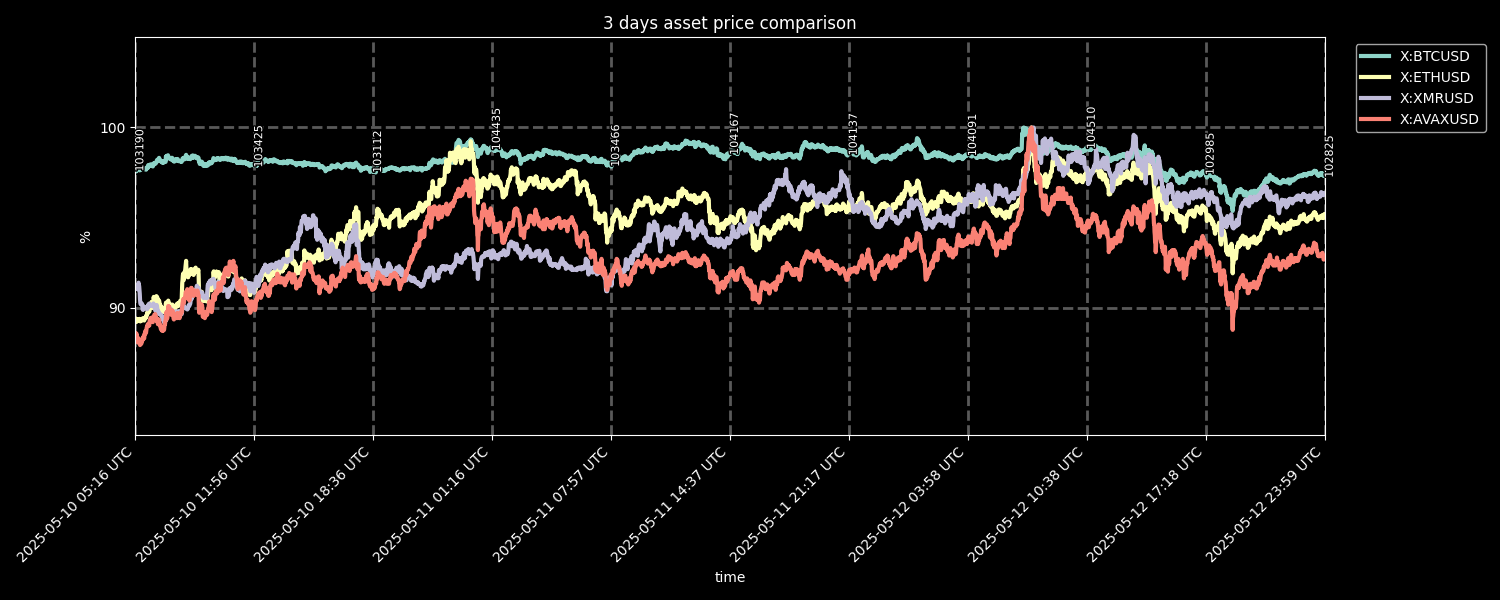 3 days asset price comparison
X:BTCUSD
X:ETHUSD
X:XMRUSD
X:AVAXUSD
%
100
90
103190
103425
103112
104435
103466
104167
104137
104091
104510
102985
102825
2025-05-10 05:16 UTC
2025-05-10 11:56 UTC
2025-05-10 18:36 UTC
2025-05-11 01:16 UTC
2025-05-11 07:57 UTC
2025-05-11 14:37 UTC
2025-05-11 21:17 UTC
2025-05-12 03:58 UTC
2025-05-12 10:38 UTC
2025-05-12 17:18 UTC
2025-05-12 23:59 UTC
time